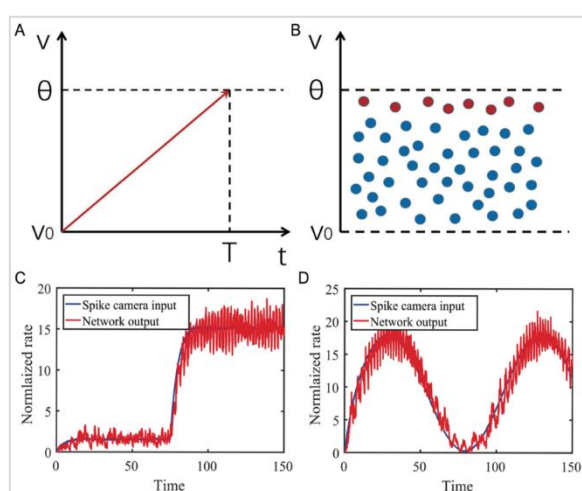 A
V
θ
V0
T
t
B
V
θ
V0
C
Spike camera input
Network output
Normlaized rate
20
15
10
5
0
0
50
100
150
Time
D
Spike camera input
Network output
Normlaized rate
25
20
15
10
5
0
0
50
100
150
Time